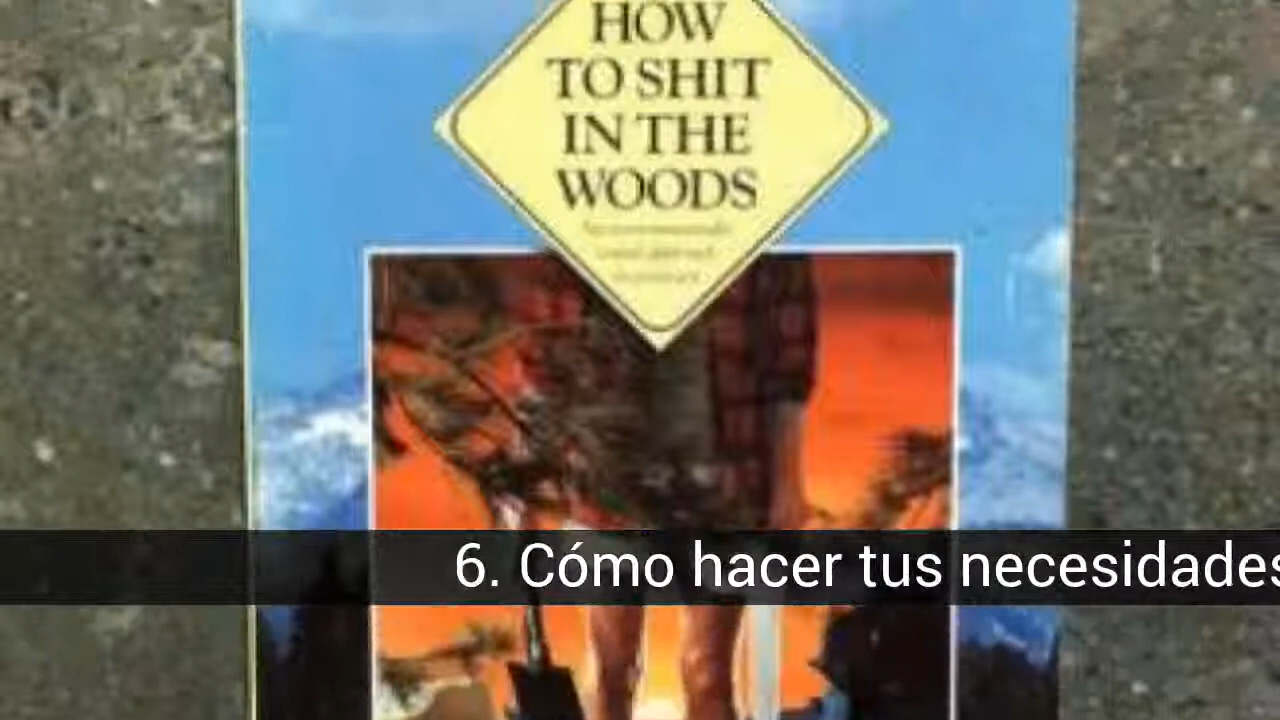 HOW
TO SHIT
IN THE
WOODS
6. Cómo hacer tus necesidades